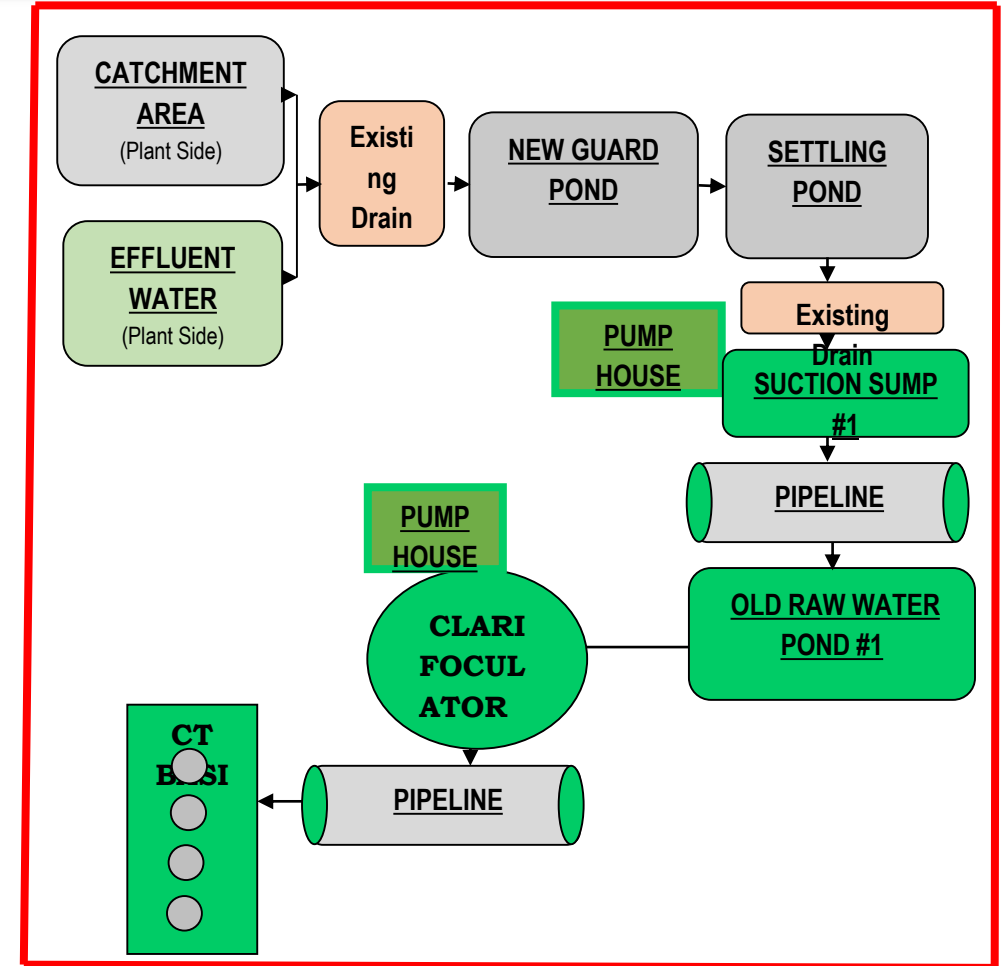 CATCHMENT
AREA
(Plant Side)
EFFLUENT
WATER
(Plant Side)
Existi
ng
Drain
NEW GUARD
POND
SETTLING
POND
Existing
Drain
PUMP
HOUSE
SUCTION SUMP
#1
PIPELINE
OLD RAW WATER
POND #1
PUMP
HOUSE
CLARI
FOCUL
ATOR
PIPELINE
CT
BASI